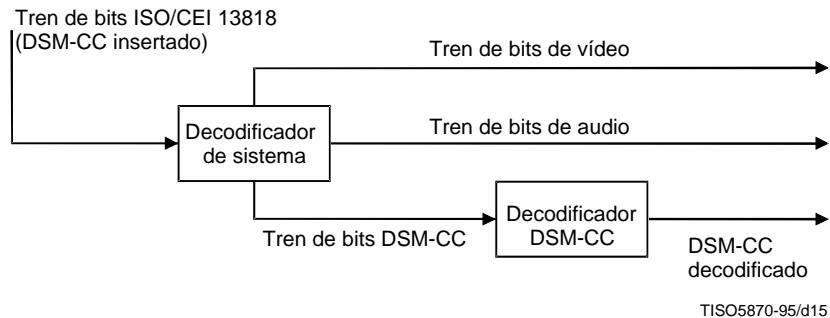 Tren de bits ISO/CEI 13818
(DSM-CC insertado)
Tren de bits de vídeo
Decodificador
de sistema
Tren de bits de audio
Tren de bits DSM-CC
Decodificador
DSM-CC
DSM-CC
decodificado
TISO5870-95/d15